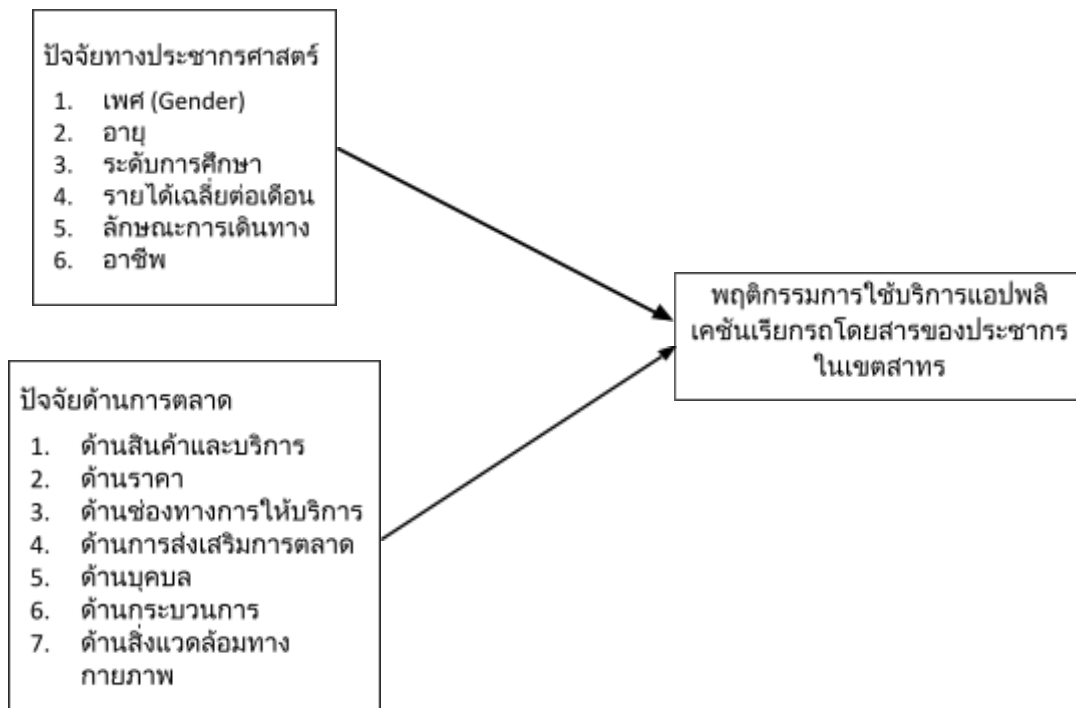 ปัจจัยทางประชากรศาสตร์
1. เพศ (Gender)
2. อายุ
3. ระดับการศึกษา
4. รายได้เฉลี่ยต่อเดือน
5. ลักษณะการเดินทาง
6. อาชีพ
พฤติกรรมการใช้บริการแอปพลิ
เคชันเรียกรถโดยสารของประชากร
ในเขตสาทร
ปัจจัยด้านการตลาด
1. ด้านสินค้าและบริการ
2. ด้านราคา
3. ด้านช่องทางการให้บริการ
4. ด้านการส่งเสริมการตลาด
5. ด้านบุคบล
6. ด้านกระบวนการ
7. ด้านสิ่งแวดล้อมทาง
กายภาพ